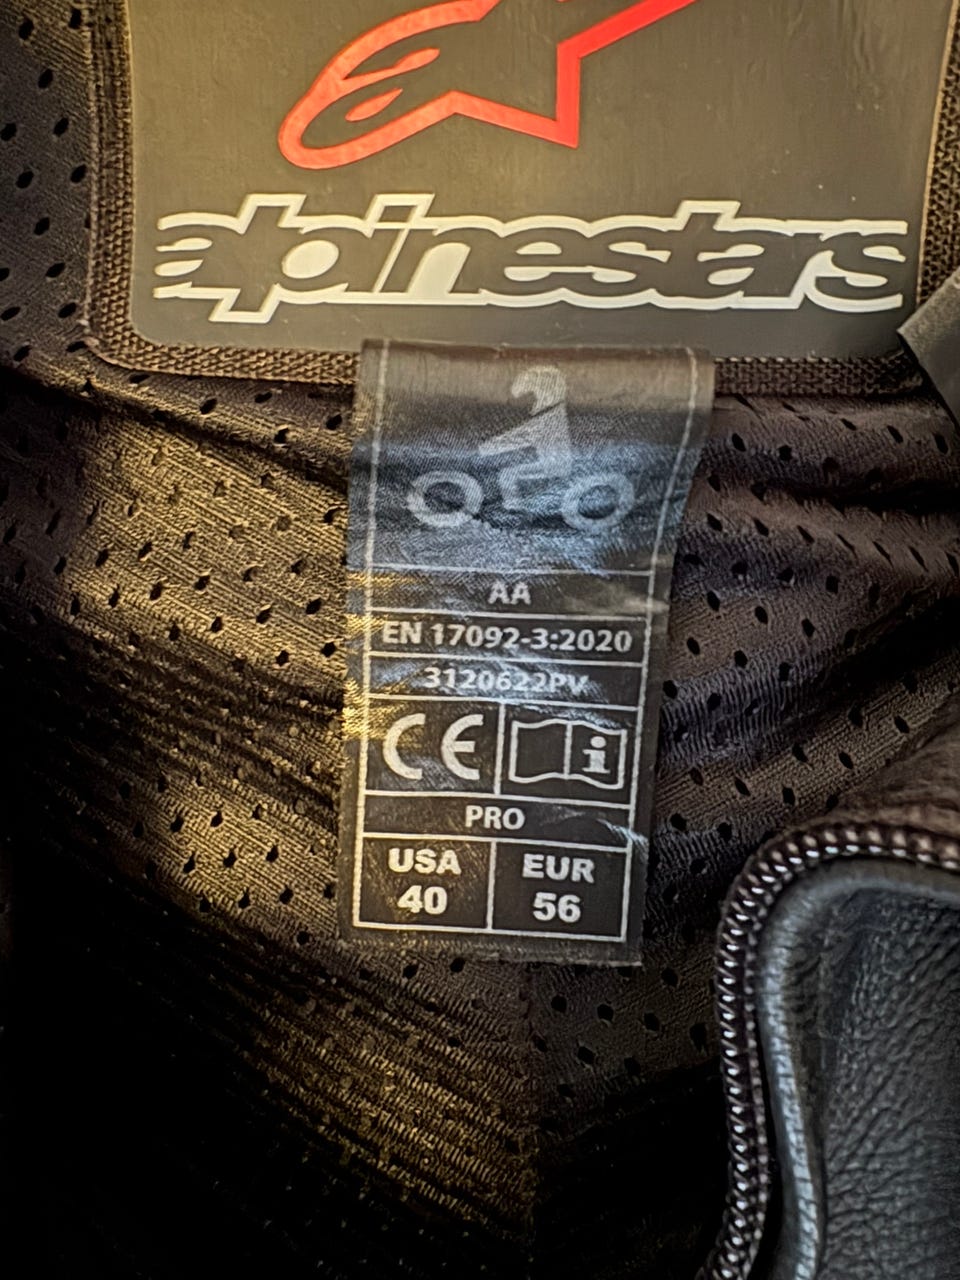 alpinestars
AA
EN 17092-3:2020
3120622PV
CE i
PRO
USA EUR
40 56